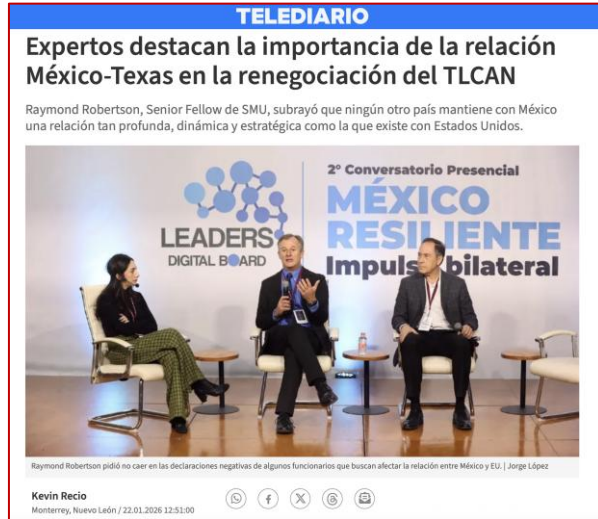 TELEDIARIO
Expertos destacan la importancia de la relación
México-Texas en la renegociación del TLCAN
Raymond Robertson, Senior Fellow de SMU, subrayó que ningún otro país mantiene con México
una relación tan profunda, dinámica y estratégica como la que existe con Estados Unidos.
2° Conversatorio Presencial
MÉXICO
RESILIENTE
Impulso bilateral
LEADERS
DIGITAL BOARD
Raymond Robertson pidió no caer en las declaraciones negativas de algunos funcionarios que buscan afectar la relación entre México y EU. | Jorge López
Kevin Recio
Monterrey, Nuevo León / 22.01.2026 12:51:00